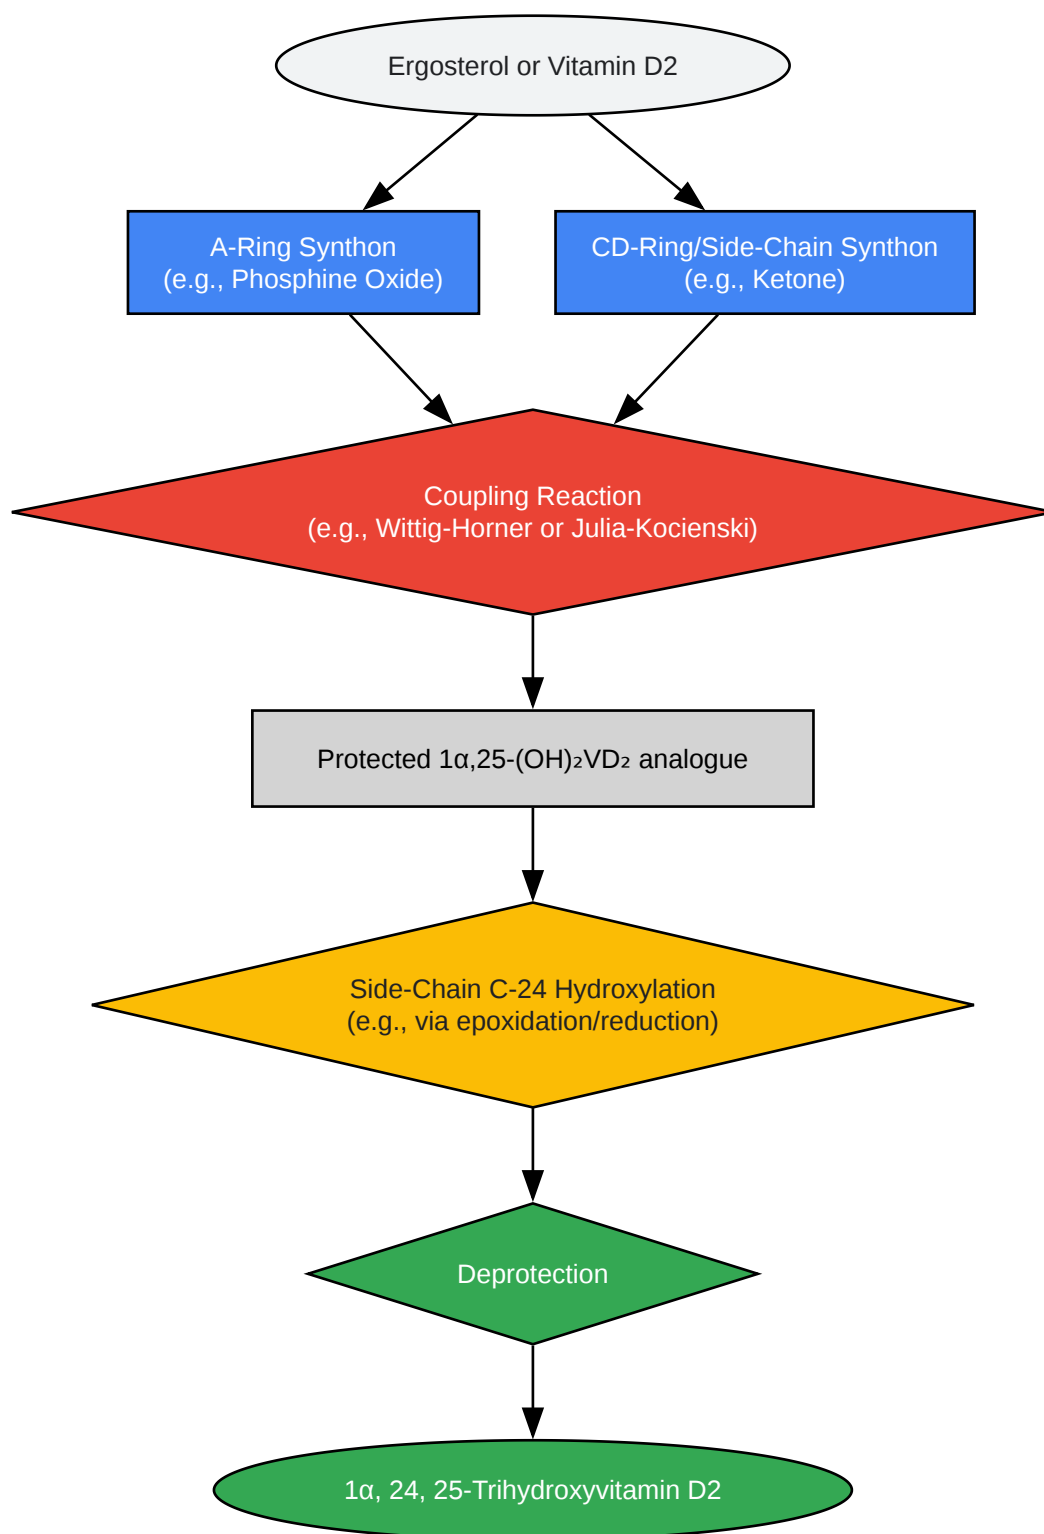 Ergosterol or Vitamin D2
A-Ring Synthon
(e.g., Phosphine Oxide)
CD-Ring/Side-Chain Synthon
(e.g., Ketone)
Coupling Reaction
(e.g., Wittig-Horner or Julia-Kocienski)
Protected 1α,25-(OH)₂VD₂ analogue
Side-Chain C-24 Hydroxylation
(e.g., via epoxidation/reduction)
Deprotection
1α, 24, 25-Trihydroxyvitamin D2